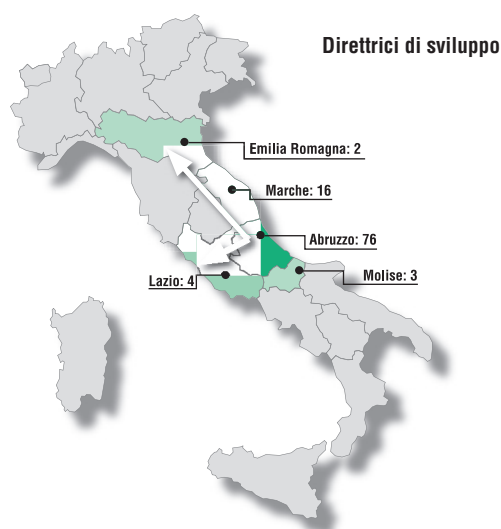 Direttrici di sviluppo
Emilia Romagna: 2
Marche: 16
Abruzzo: 76
Molise: 3
Lazio: 4